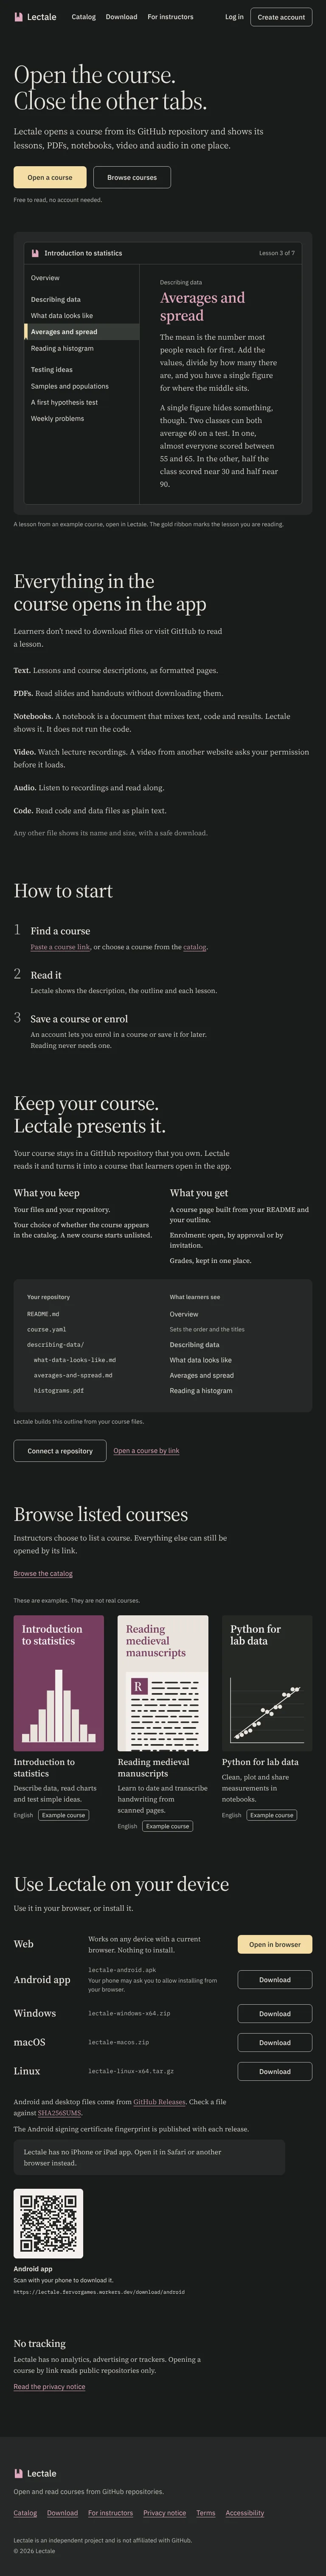 Lectale
Catalog
Download
For instructors
Log in
Create account
Open the course.
Close the other tabs.
Lectale opens a course from its GitHub repository and shows its
lessons, PDFs, notebooks, video and audio in one place.
Open a course
Browse courses
Free to read, no account needed.
Introduction to statistics
Lesson 3 of 7
Overview
Describing data
What data looks like
Averages and spread
Reading a histogram
Testing ideas
Samples and populations
A first hypothesis test
Weekly problems
Describing data
Averages and
spread
The mean is the number most
people reach for first. Add the
values, divide by how many there
are, and you have a single figure
for where the middle sits.
A single figure hides something,
though. Two classes can both
average 60 on a test. In one,
almost everyone scored between
55 and 65. In the other, half the
class scored near 30 and half near
90.
A lesson from an example course, open in Lectale. The gold ribbon marks the lesson you are reading.
Everything in the
course opens in the app
Learners don't need to download files or visit GitHub to read
a lesson.
Text. Lessons and course descriptions, as formatted pages.
PDFs. Read slides and handouts without downloading them.
Notebooks. A notebook is a document that mixes text, code and results. Lectale
shows it. It does not run the code.
Video. Watch lecture recordings. A video from another website asks your permission
before it loads.
Audio. Listen to recordings and read along.
Code. Read code and data files as plain text.
Any other file shows its name and size, with a safe download.
How to start
1
Find a course
Paste a course link, or choose a course from the catalog.
2
Read it
Lectale shows the description, the outline and each lesson.
3
Save a course or enrol
An account lets you enrol in a course or save it for later.
Reading never needs one.
Keep your course.
Lectale presents it.
Your course stays in a GitHub repository that you own. Lectale
reads it and turns it into a course that learners open in the app.
What you keep
Your files and your repository.
Your choice of whether the course appears
in the catalog. A new course starts unlisted.
What you get
A course page built from your README and
your outline.
Enrolment: open, by approval or by
invitation.
Grades, kept in one place.
Your repository
What learners see
README.md
Overview
course.yaml
Sets the order and the titles
describing-data/
Describing data
what-data-looks-like.md
What data looks like
averages-and-spread.md
Averages and spread
histograms.pdf
Reading a histogram
Lectale builds this outline from your course files.
Connect a repository
Open a course by link
Browse listed courses
Instructors choose to list a course. Everything else can still be
opened by its link.
Browse the catalog
These are examples. They are not real courses.
Introduction
to statistics
Reading
medieval
manuscripts
R
Python for
lab data
Introduction to
statistics
Describe data, read charts
and test simple ideas.
English
Example course
Reading medieval
manuscripts
Learn to date and transcribe
handwriting from
scanned pages.
English
Example course
Python for lab data
Clean, plot and share
measurements in
notebooks.
English
Example course
Use Lectale on your device
Use it in your browser, or install it.
Web
Works on any device with a current
browser. Nothing to install.
Open in browser
Android app
lectale-android.apk
Your phone may ask you to allow installing from
your browser.
Download
Windows
lectale-windows-x64.zip
Download
macOS
lectale-macos.zip
Download
Linux
lectale-linux-x64.tar.gz
Download
Android and desktop files come from GitHub Releases. Check a file
against SHA256SUMS.
The Android signing certificate fingerprint is published with each release.
Lectale has no iPhone or iPad app. Open it in Safari or another
browser instead.
Android app
Scan with your phone to download it.
https://lectale.fervorgames.workers.dev/download/android
No tracking
Lectale has no analytics, advertising or trackers. Opening a
course by link reads public repositories only.
Read the privacy notice
Lectale
Open and read courses from GitHub repositories.
Catalog
Download
For instructors
Privacy notice
Terms
Accessibility
Lectale is an independent project and is not affiliated with GitHub.
© 2026 Lectale